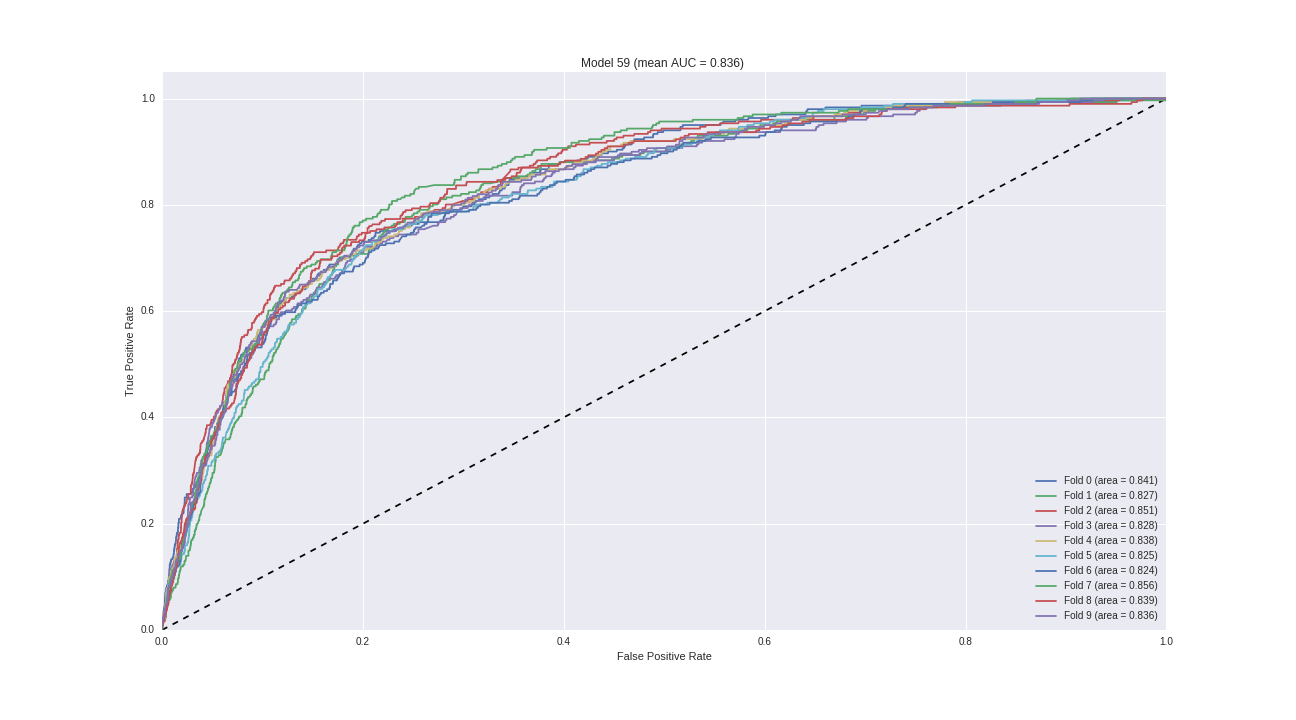 Model 59 (mean AUC = 0.836)
True Positive Rate
1.0
0.8
0.6
0.4
0.2
0.0
Fold 0 (area = 0.841)
Fold 1 (area = 0.827)
Fold 2 (area = 0.851)
Fold 3 (area = 0.828)
Fold 4 (area = 0.838)
Fold 5 (area = 0.825)
Fold 6 (area = 0.824)
Fold 7 (area = 0.856)
Fold 8 (area = 0.839)
Fold 9 (area = 0.836)
0.0 0.2 0.4 0.6 0.8 1.0
False Positive Rate